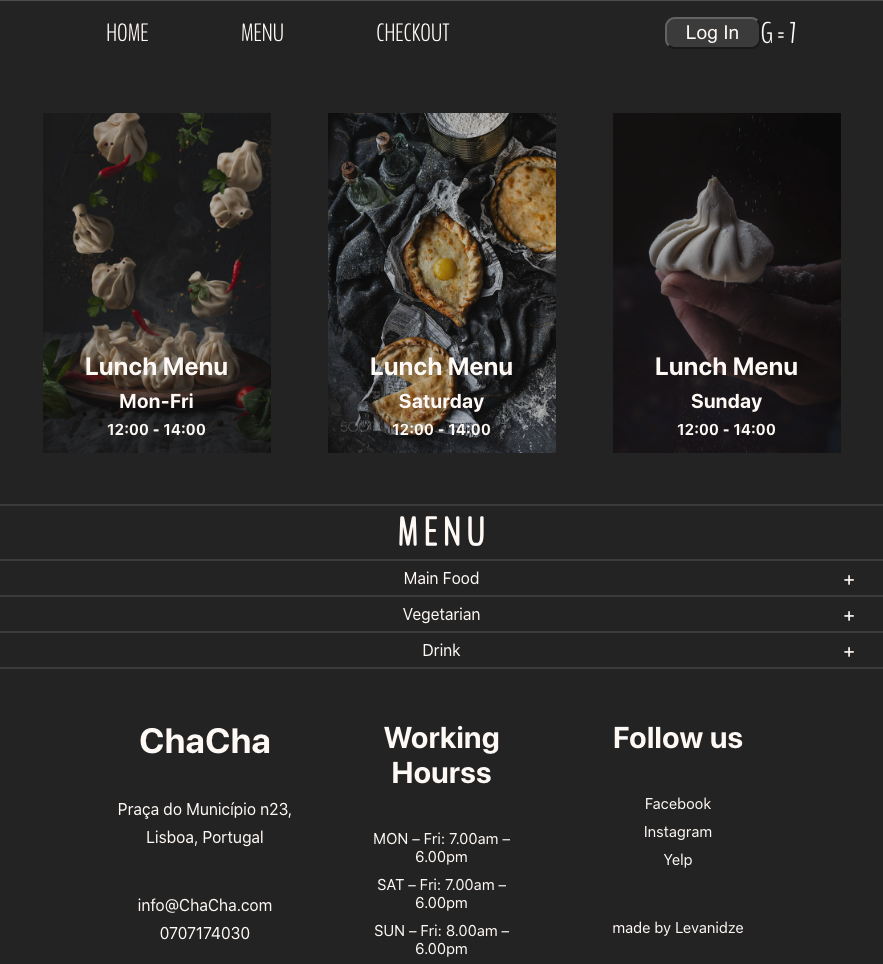 HOME MENU CHECKOUT Log In G = 1
Lunch Menu
Mon-Fri
12:00 - 14:00
Lunch Menu
Saturday
12:00 - 14:00
Lunch Menu
Sunday
12:00 - 14:00
MENU
Main Food +
Vegetarian +
Drink +
ChaCha
Praça do Município n23,
Lisboa, Portugal
info@ChaCha.com
0707174030
Working
Hourss
MON – Fri: 7.00am –
6.00pm
SAT – Fri: 7.00am –
6.00pm
SUN – Fri: 8.00am –
6.00pm
Follow us
Facebook
Instagram
Yelp
made by Levanidze